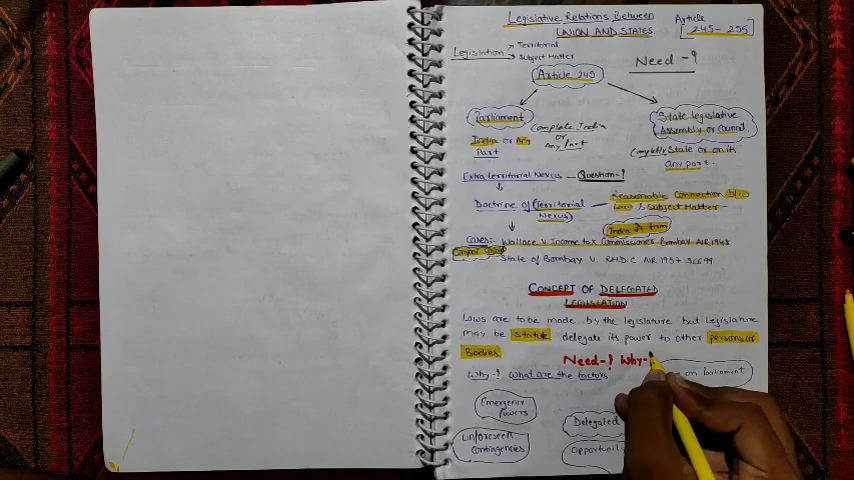 Legislative Relations Between
UNION AND STATES
Article
[245-255]
Legislation → Territorial
→ Subject Matter
Need-?
Article 245
Parliament
State legislative
Assembly or council
India or Any
Part
Complete India
or
Any Part
Complete State or on its
any part.
Extra territorial Nexus - Question-?
Doctrine of (Territorial
Nexus)
Reasonable Connection b/w
Law & Subject Matter-
India
Cases:- Wallace V. Income tax Commissioner Bombay AIR 1948
State of Bombay V. RMDC AIR 1957 SC 699
CONCEPT OF DELEGATED
LEGISLATION
Laws are to be made by the legislature but legislature
may be statute delegate its power to other persons or
Bodies
Need-? Why-?
Why-? What are the factors
on Parliament
Emergency
Powers
Delegated
Unforeseen
Contingencies